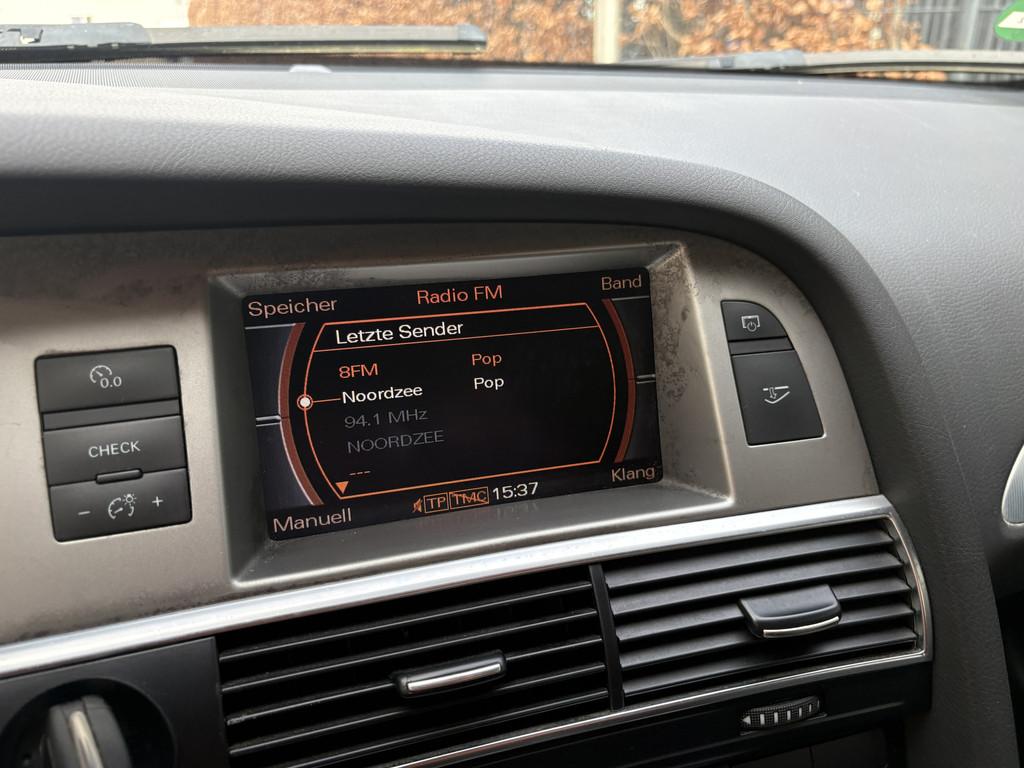 Speicher
Radio FM
Band
Letzte Sender
8FM Pop
Noordzee Pop
94.1 MHz
NOORDZEE
---
Manuell
TP TMC 15:37
Klang
0.0
CHECK
− +